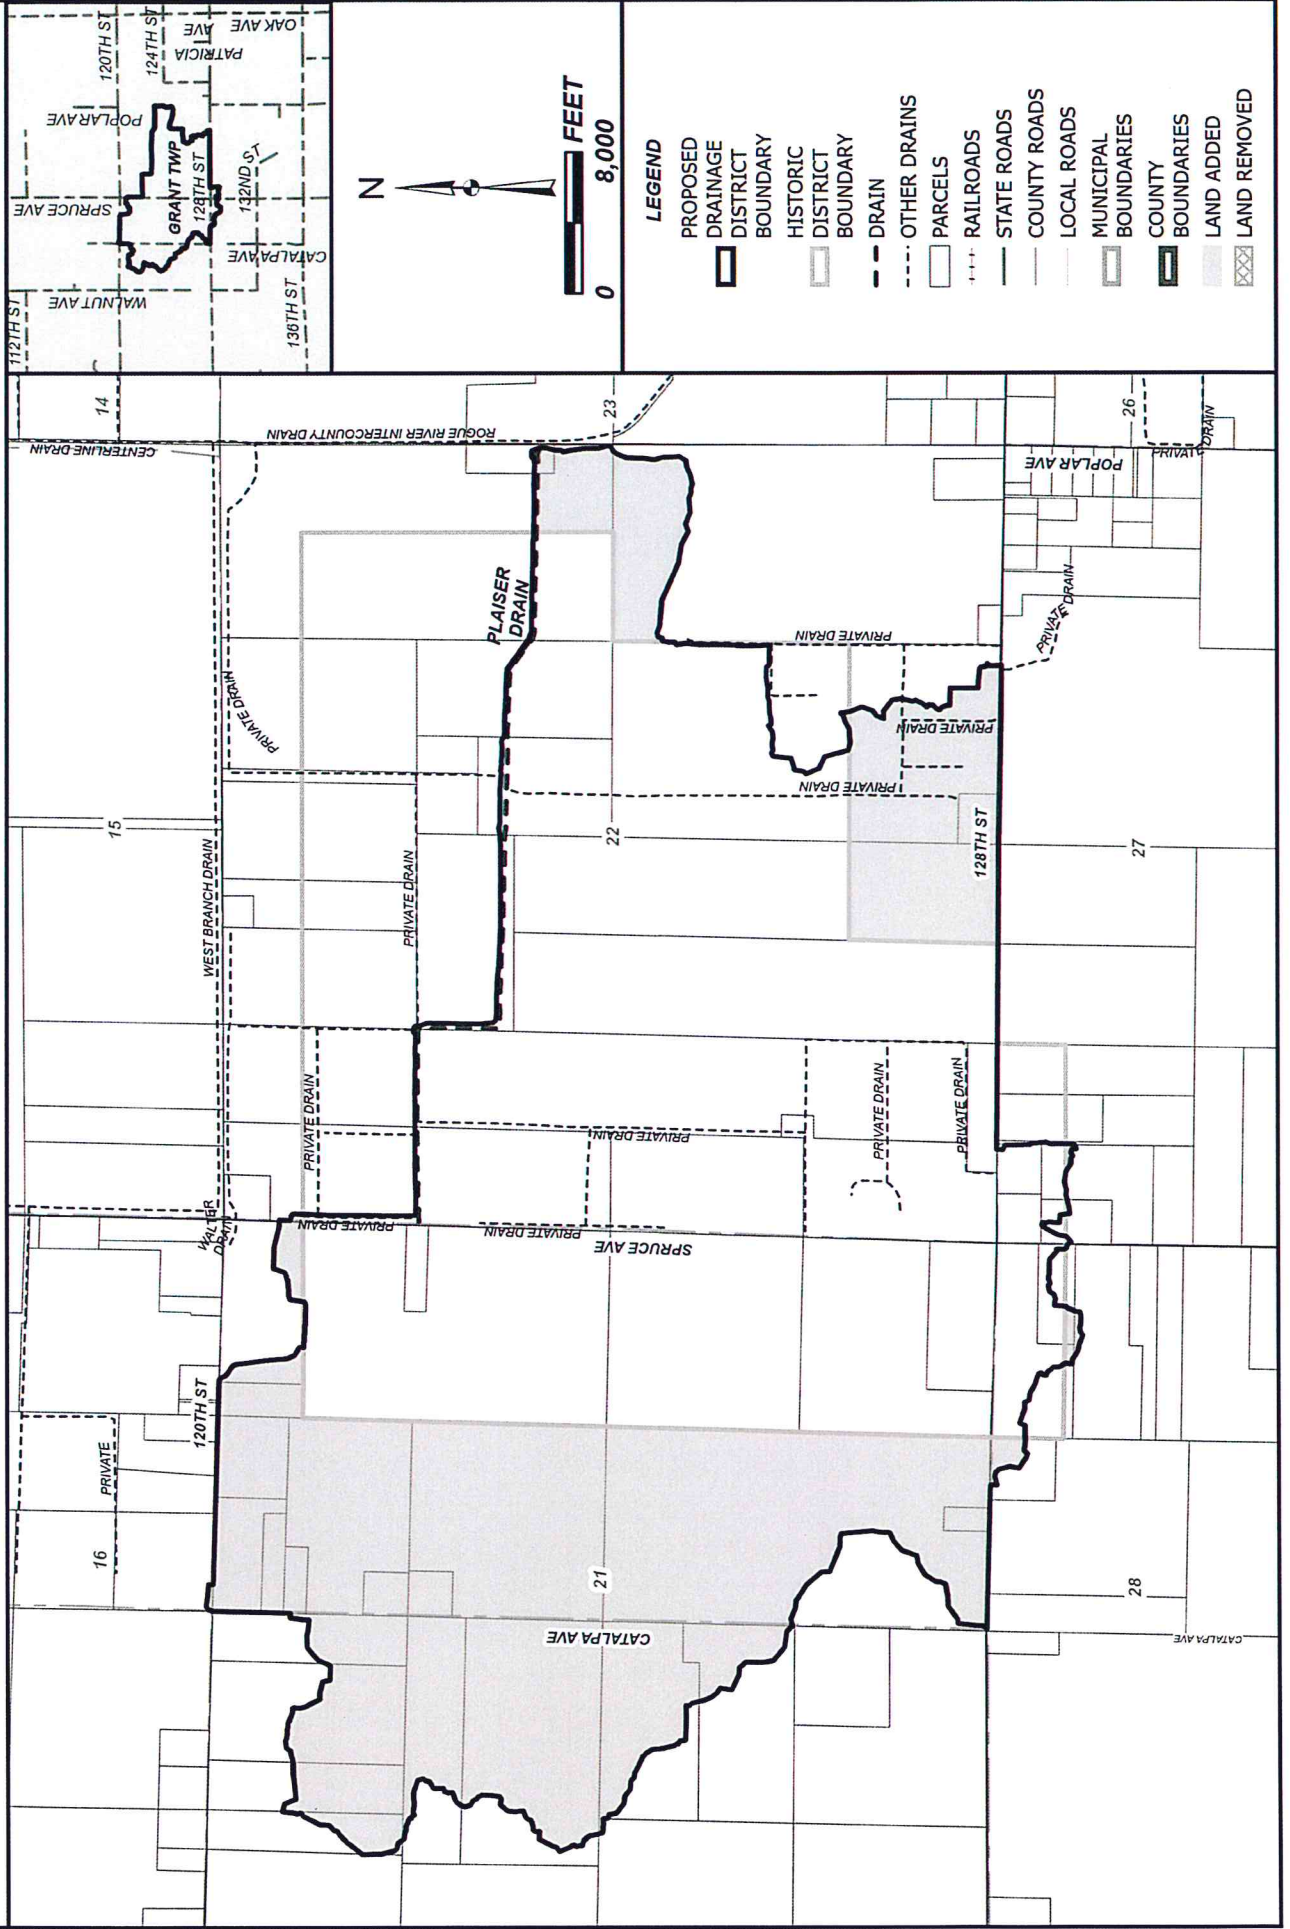 112TH ST
120TH ST
124TH ST
POPLAR AVE
PATRICIA
AVE
OAK AVE
SPRUCE AVE
GRANT TWP
128TH ST
132ND ST
CATALPA AVE
WALNUT AVE
136TH ST
N
FEET
0
8,000
LEGEND
PROPOSED
DRAINAGE
DISTRICT
BOUNDARY
HISTORIC
DISTRICT
BOUNDARY
DRAIN
OTHER DRAINS
PARCELS
RAILROADS
STATE ROADS
COUNTY ROADS
LOCAL ROADS
MUNICIPAL
BOUNDARIES
COUNTY
BOUNDARIES
LAND ADDED
LAND REMOVED
14
CENTERLINE DRAIN
ROGUE RIVER INTERCOUNTY DRAIN
23
26
PRIVATE DRAIN
POPLAR AVE
PRIVATE DRAIN
PRIVATE DRAIN
PLAISER
DRAIN
PRIVATE DRAIN
PRIVATE DRAIN
PRIVATE DRAIN
15
WEST BRANCH DRAIN
PRIVATE DRAIN
22
128TH ST
27
PRIVATE DRAIN
PRIVATE DRAIN
PRIVATE DRAIN
PRIVATE DRAIN
WALTER
DRAIN
PRIVATE DRAIN
PRIVATE DRAIN
SPRUCE AVE
120TH ST
PRIVATE
16
21
28
CATALPA AVE
CATALPA AVE